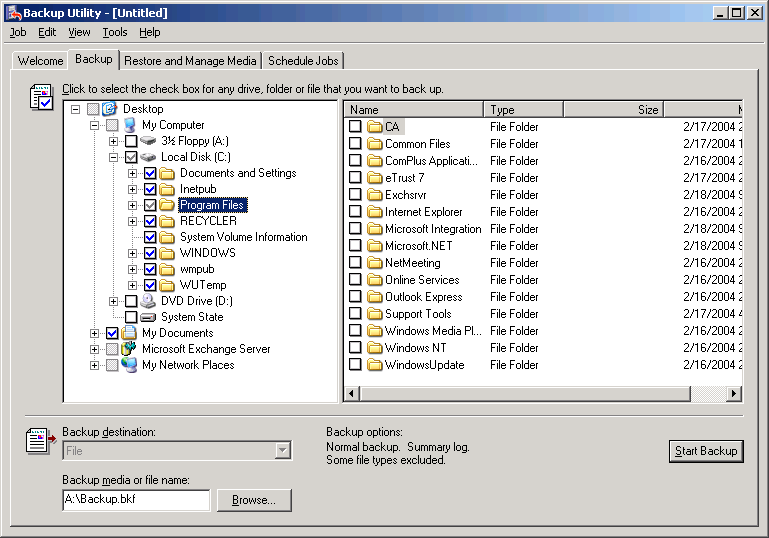 Backup Utility - [Untitled]
Job Edit View Tools Help
Welcome Backup Restore and Manage Media Schedule Jobs
Click to select the check box for any drive, folder or file that you want to back up.
Desktop
My Computer
3½ Floppy (A:)
Local Disk (C:)
Documents and Settings
Inetpub
Program Files
RECYCLER
System Volume Information
WINDOWS
wmpub
WUTemp
DVD Drive (D:)
System State
My Documents
Microsoft Exchange Server
My Network Places
Name Type Size
CA File Folder 2/17/2004 2
Common Files File Folder 2/17/2004 1
ComPlus Applicati... File Folder 2/16/2004 2
eTrust 7 File Folder 2/17/2004 2
Exchsrvr File Folder 2/18/2004 9
Internet Explorer File Folder 2/16/2004 2
Microsoft Integration File Folder 2/18/2004 9
Microsoft.NET File Folder 2/18/2004 9
NetMeeting File Folder 2/16/2004 2
Online Services File Folder 2/16/2004 2
Outlook Express File Folder 2/16/2004 2
Support Tools File Folder 2/17/2004 4
Windows Media Pl... File Folder 2/16/2004 2
Windows NT File Folder 2/16/2004 2
WindowsUpdate File Folder 2/16/2004 2
Backup destination:
File
Backup media or file name:
A:\Backup.bkf
Browse...
Backup options:
Normal backup. Summary log.
Some file types excluded.
Start Backup